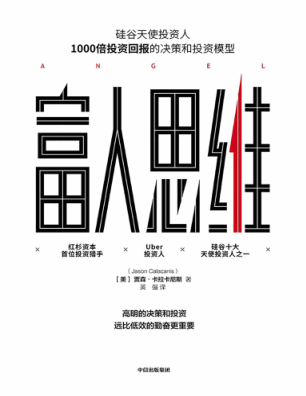 硅谷天使投资人
1000倍投资回报的决策和投资模型
ANGEL
富人思维
× 红杉资本 首位投资猎手 × Uber 投资人 × 硅谷十大 天使投资人之一 ×
(Jason Calacanis)
[美] 贾森·卡拉卡尼斯 著
高明的决策和投资
远比低效的勤奋更重要
中信出版集团